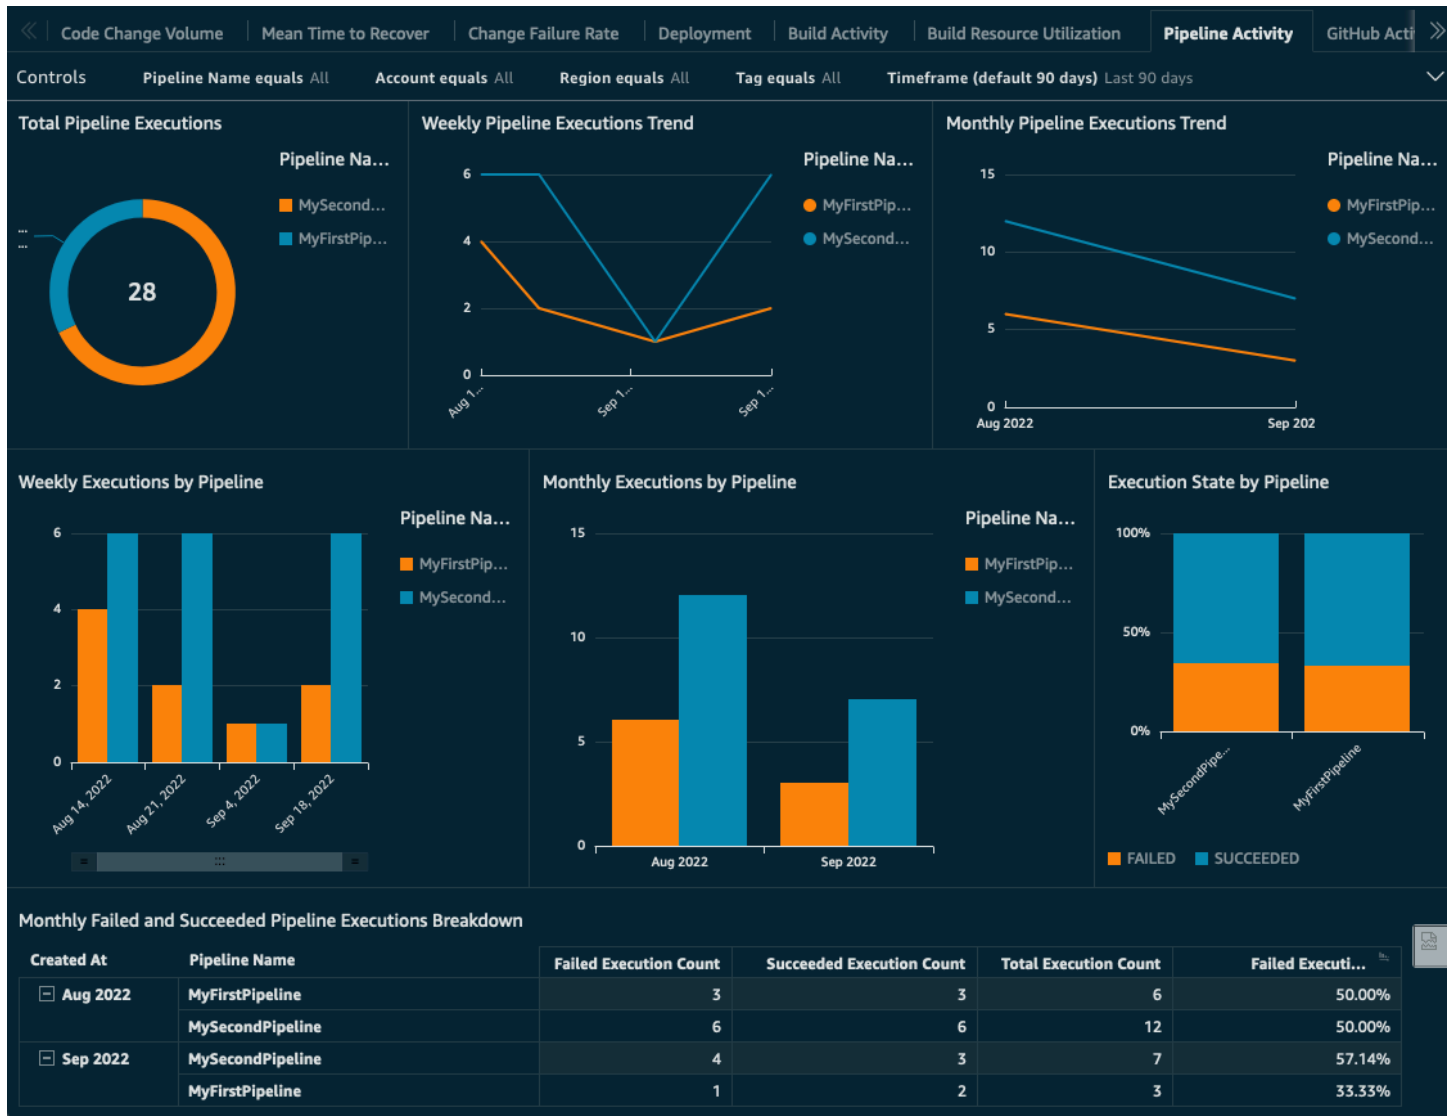 Code Change Volume Mean Time to Recover Change Failure Rate Deployment Build Activity Build Resource Utilization Pipeline Activity GitHub Acti
Controls Pipeline Name equals All Account equals All Region equals All Tag equals All Timeframe (default 90 days) Last 90 days
Total Pipeline Executions
Pipeline Na...
MySecond...
MyFirstPip...
...
...
28
Weekly Pipeline Executions Trend
Pipeline Na...
MyFirstPip...
MySecond...
6
4
2
0
Aug 1...
Sep 1...
Sep 1...
Monthly Pipeline Executions Trend
Pipeline Na...
MyFirstPip...
MySecond...
15
10
5
0
Aug 2022
Sep 202
Weekly Executions by Pipeline
Pipeline Na...
MyFirstPip...
MySecond...
6
4
2
0
Aug 14, 2022
Aug 21, 2022
Sep 4, 2022
Sep 18, 2022
Monthly Executions by Pipeline
Pipeline Na...
MyFirstPip...
MySecond...
15
10
5
0
Aug 2022
Sep 2022
Execution State by Pipeline
100%
50%
0%
MySecondPipe...
MyFirstPipeline
FAILED SUCCEEDED
Monthly Failed and Succeeded Pipeline Executions Breakdown
Created At Pipeline Name Failed Execution Count Succeeded Execution Count Total Execution Count Failed Executi...
Aug 2022 MyFirstPipeline 3 3 6 50.00%
MySecondPipeline 6 6 12 50.00%
Sep 2022 MySecondPipeline 4 3 7 57.14%
MyFirstPipeline 1 2 3 33.33%